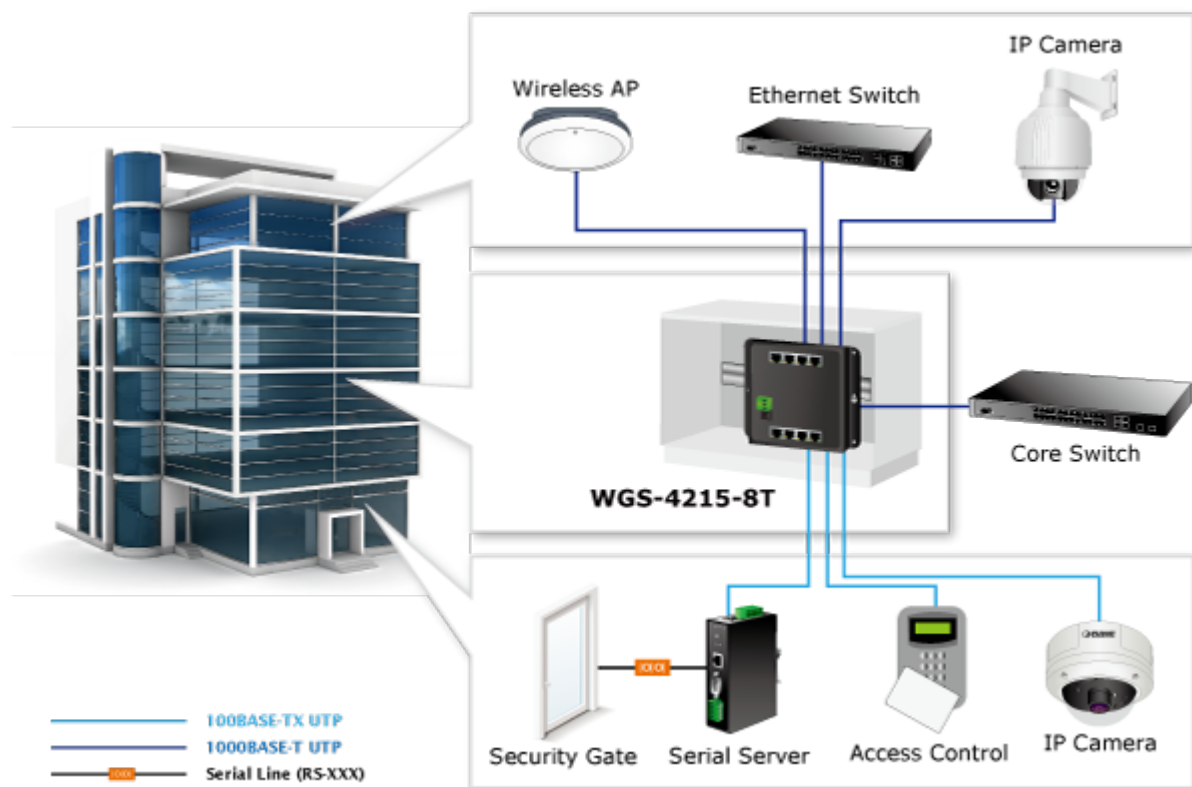 IP Camera
Wireless AP
Ethernet Switch
Core Switch
WGS-4215-8T
Security Gate
Serial Server
Access Control
IP Camera
100BASE-TX UTP
1000BASE-T UTP
Serial Line (RS-XXX)